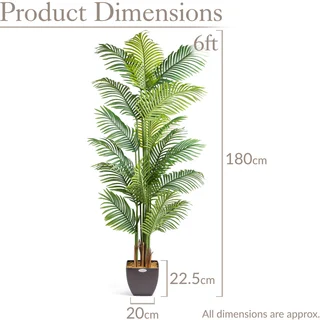 Product Dimensions
6ft
180cm
22.5cm
20cm
All dimensions are approx.